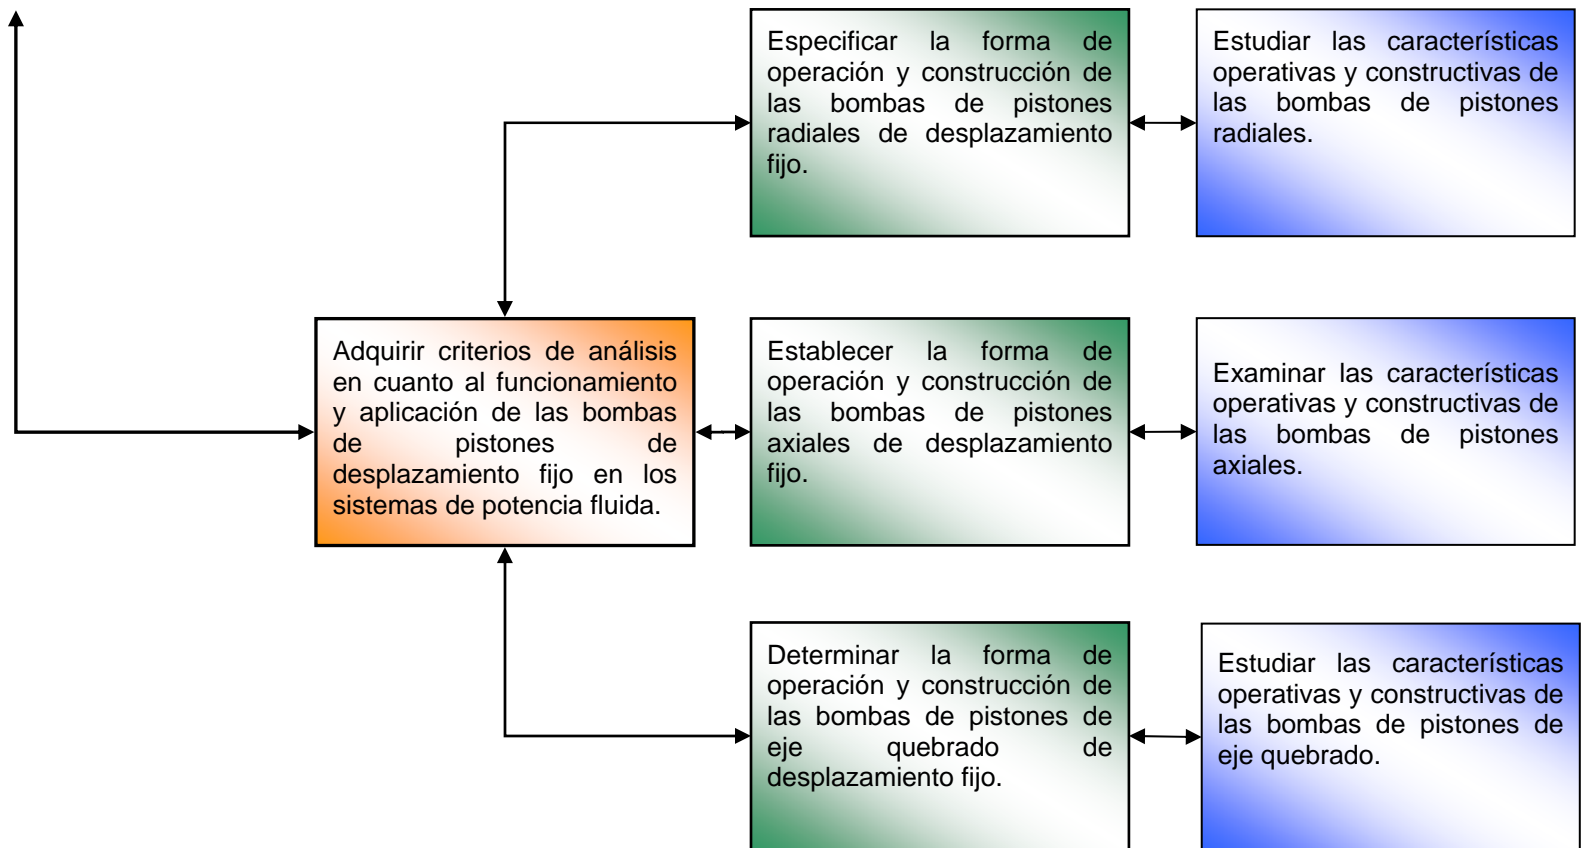 Especificar la forma de
operación y construcción de
las bombas de pistones
radiales de desplazamiento
fijo.
Estudiar las características
operativas y constructivas de
las bombas de pistones
radiales.
Adquirir criterios de análisis
en cuanto al funcionamiento
y aplicación de las bombas
de pistones de
desplazamiento fijo en los
sistemas de potencia fluida.
Establecer la forma de
operación y construcción de
las bombas de pistones
axiales de desplazamiento
fijo.
Examinar las características
operativas y constructivas de
las bombas de pistones
axiales.
Determinar la forma de
operación y construcción de
las bombas de pistones de
eje quebrado de
desplazamiento fijo.
Estudiar las características
operativas y constructivas de
las bombas de pistones de
eje quebrado.